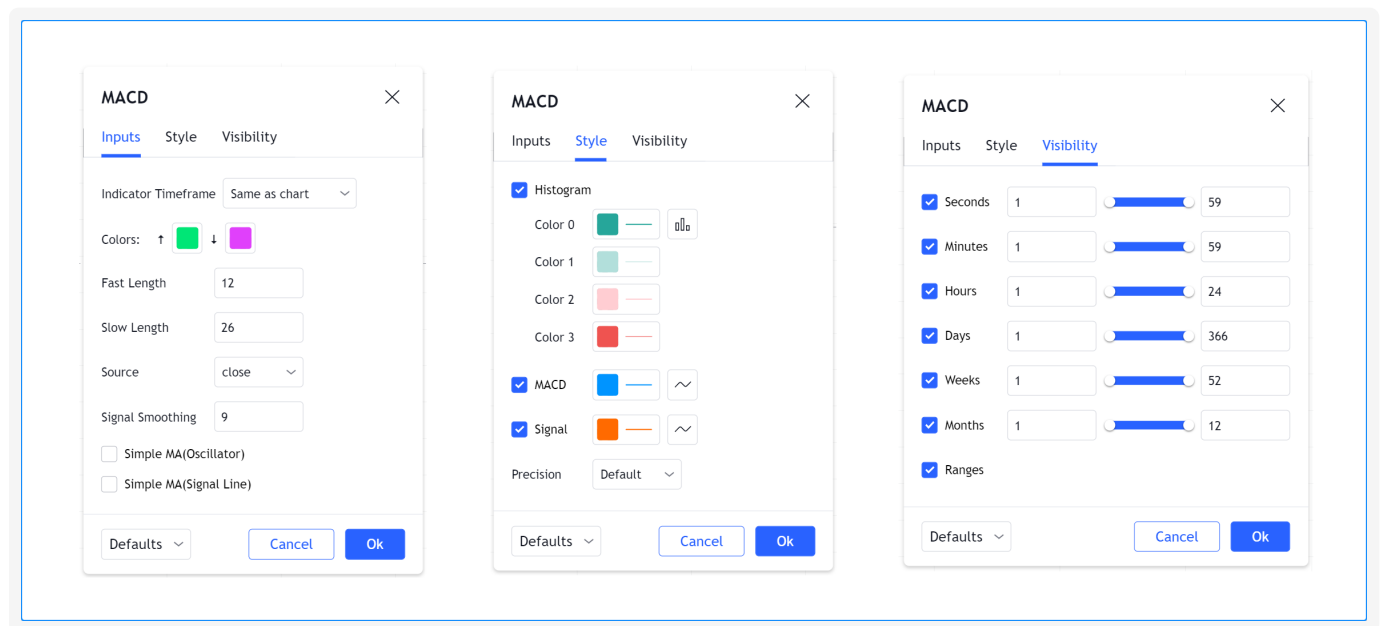 MACD
Inputs Style Visibility
Indicator Timeframe Same as chart
Colors: ↑ ↓
Fast Length 12
Slow Length 26
Source close
Signal Smoothing 9
Simple MA(Oscillator)
Simple MA(Signal Line)
Defaults Cancel Ok
MACD
Inputs Style Visibility
Histogram
Color 0
Color 1
Color 2
Color 3
MACD
Signal
Precision Default
Defaults Cancel Ok
MACD
Inputs Style Visibility
Seconds 1 59
Minutes 1 59
Hours 1 24
Days 1 366
Weeks 1 52
Months 1 12
Ranges
Defaults Cancel Ok